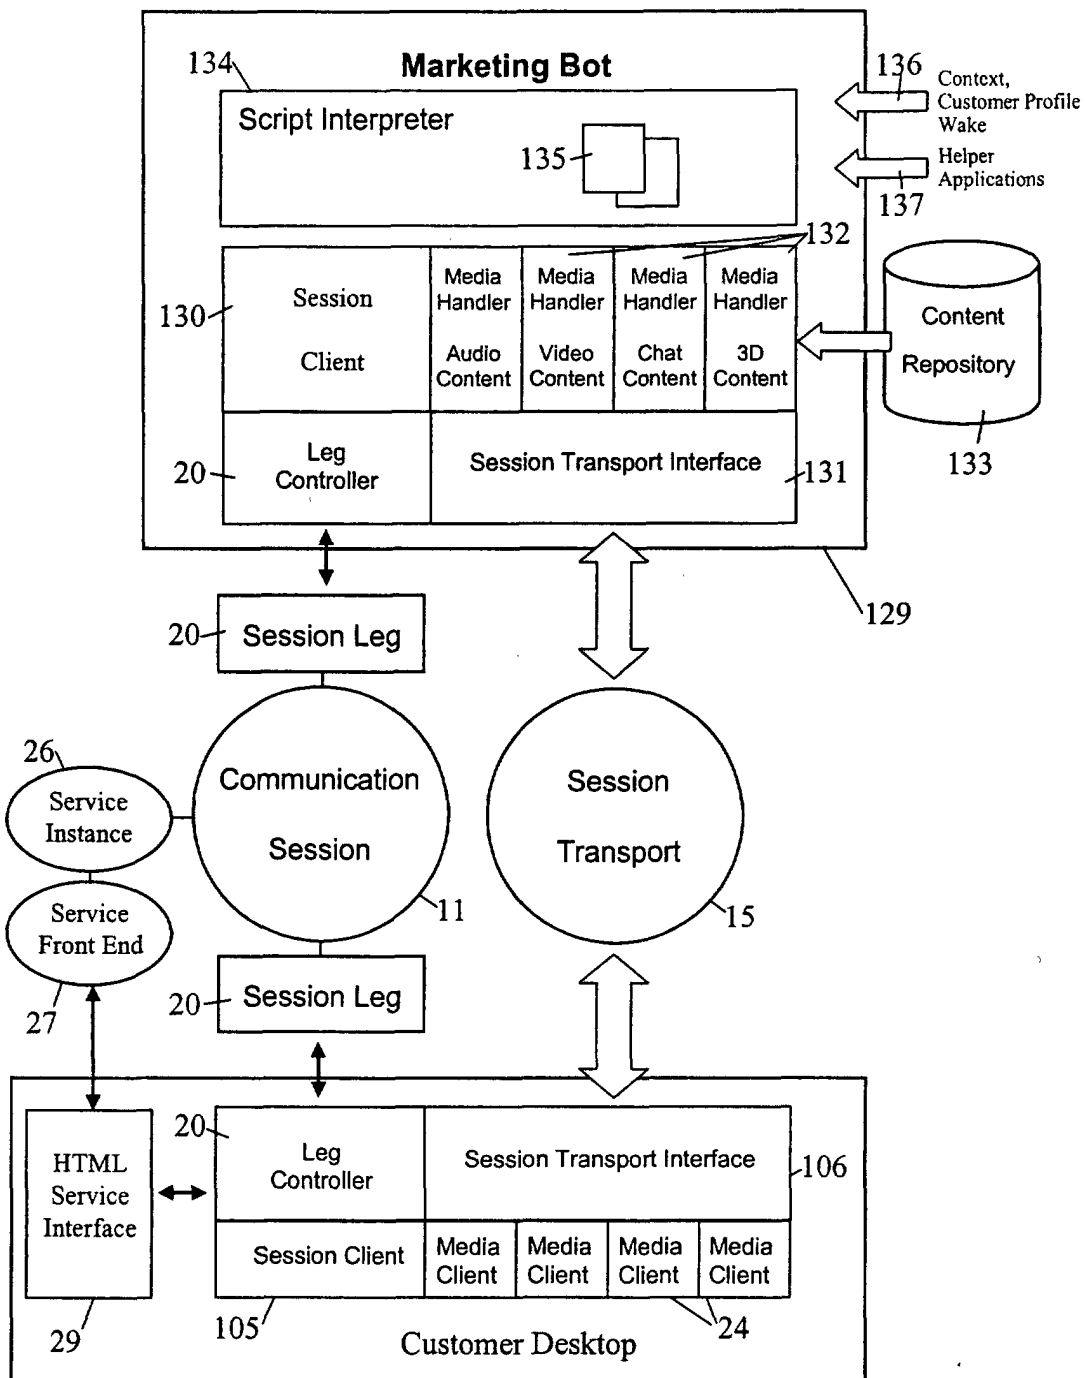 Marketing Bot
134
136
Context,
Customer Profile
Wake
Script Interpreter
135
Helper
Applications
137
132
Media
Handler
Audio
Content
Media
Handler
Video
Content
Media
Handler
Chat
Content
Media
Handler
3D
Content
130
Session
Client
Content
Repository
133
20
Leg
Controller
Session Transport Interface
131
129
20
Session Leg
26
Service
Instance
Communication
Session
11
Session
Transport
15
Service
Front End
27
20
Session Leg
HTML
Service
Interface
29
20
Leg
Controller
Session Transport Interface
106
Session Client
Media
Client
Media
Client
Media
Client
Media
Client
105
24
Customer Desktop